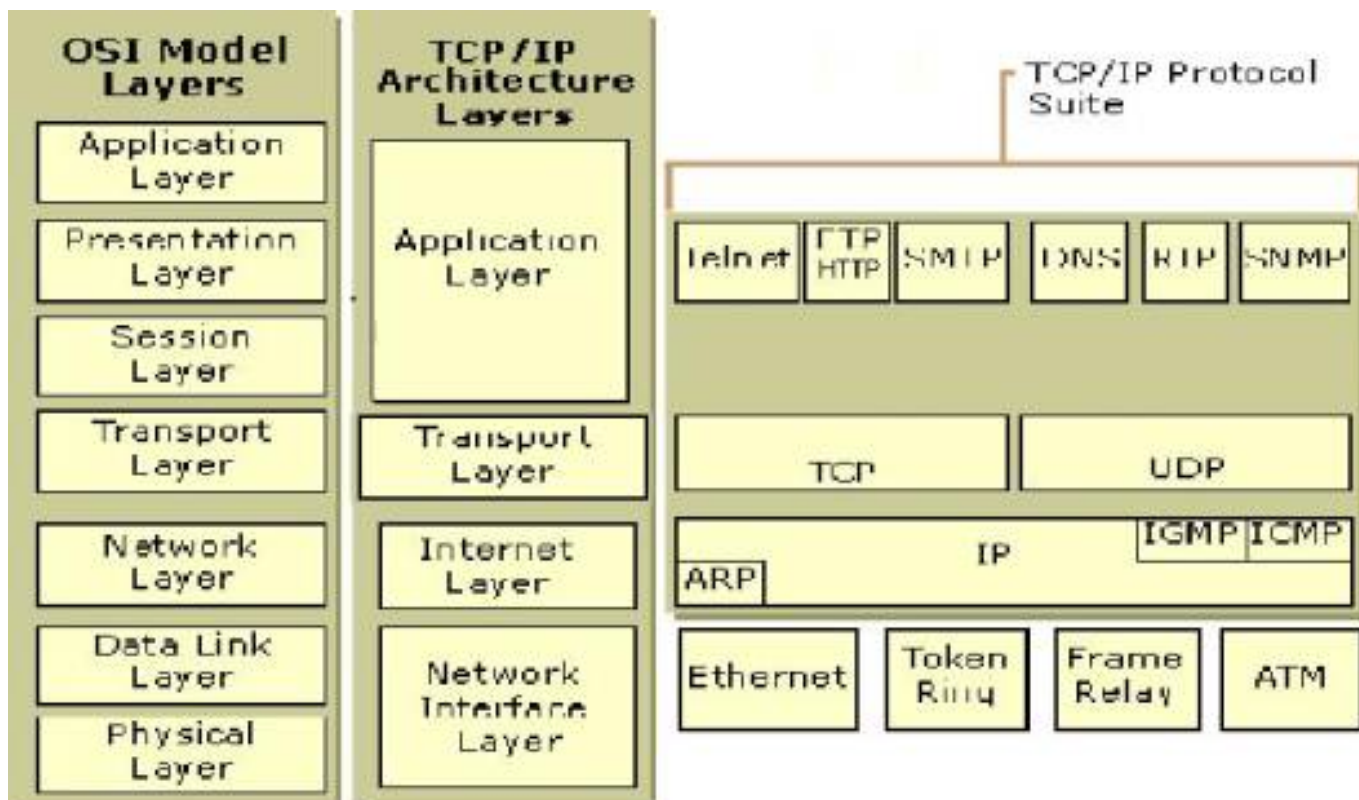 OSI Model
Layers
Application
Layer
Presentation
Layer
Session
Layer
Transport
Layer
Network
Layer
Data Link
Layer
Physical
Layer
TCP/IP
Architecture
Layers
Application
Layer
Transport
Layer
Internet
Layer
Network
Interface
Layer
TCP/IP Protocol
Suite
Telnet
FTP
HTTP
SMTP
DNS
RIP
SNMP
TCP
UDP
IP
IGMP
ICMP
ARP
Ethernet
Token
Ring
Frame
Relay
ATM